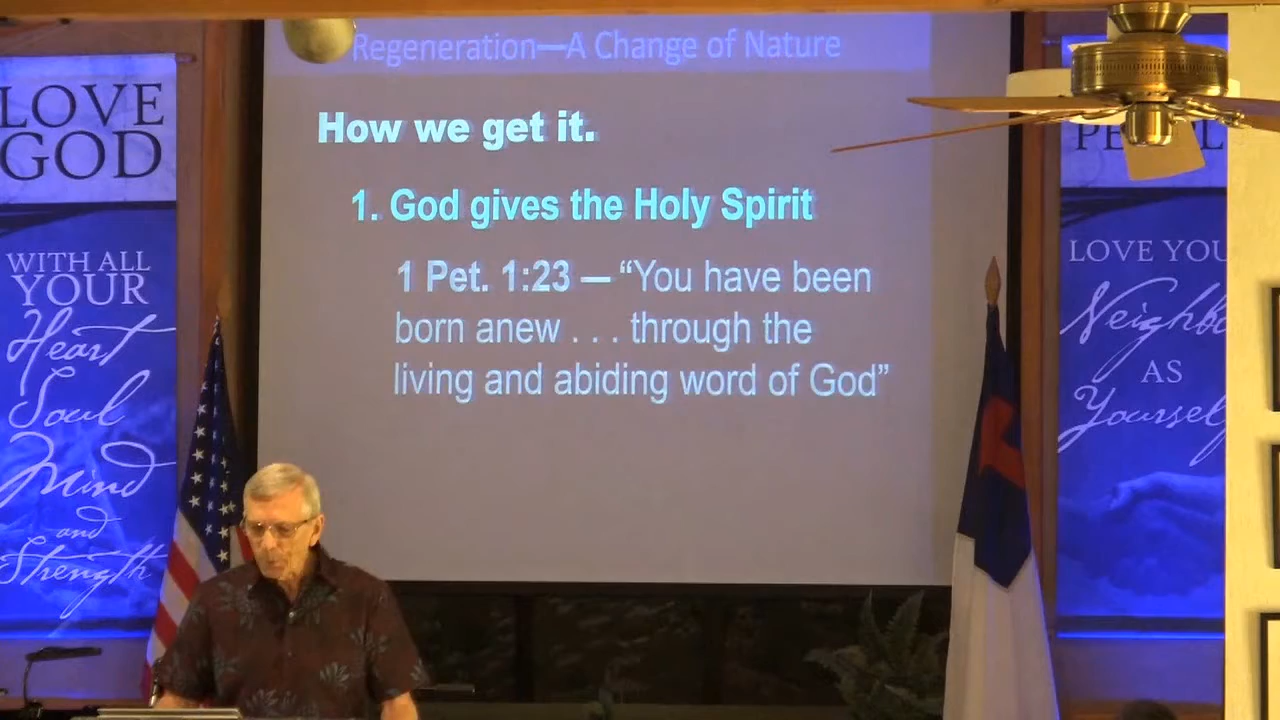 LOVE
GOD
WITH ALL
YOUR
Heart
Soul
Mind
and
Strength
Regeneration—A Change of Nature
How we get it.
1. God gives the Holy Spirit
1 Pet. 1:23 — “You have been
born anew . . . through the
living and abiding word of God”
LOVE
AS